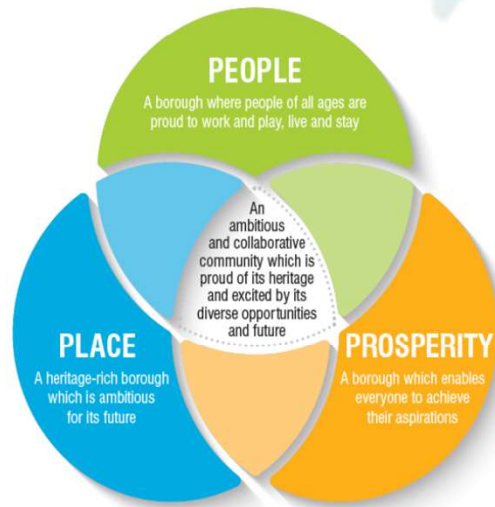 PEOPLE
A borough where people of all ages are
proud to work and play, live and stay
An
ambitious
and collaborative
community which is
proud of its heritage
and excited by its
diverse opportunities
and future
PLACE
A heritage-rich borough
which is ambitious
for its future
PROSPERITY
A borough which enables
everyone to achieve
their aspirations